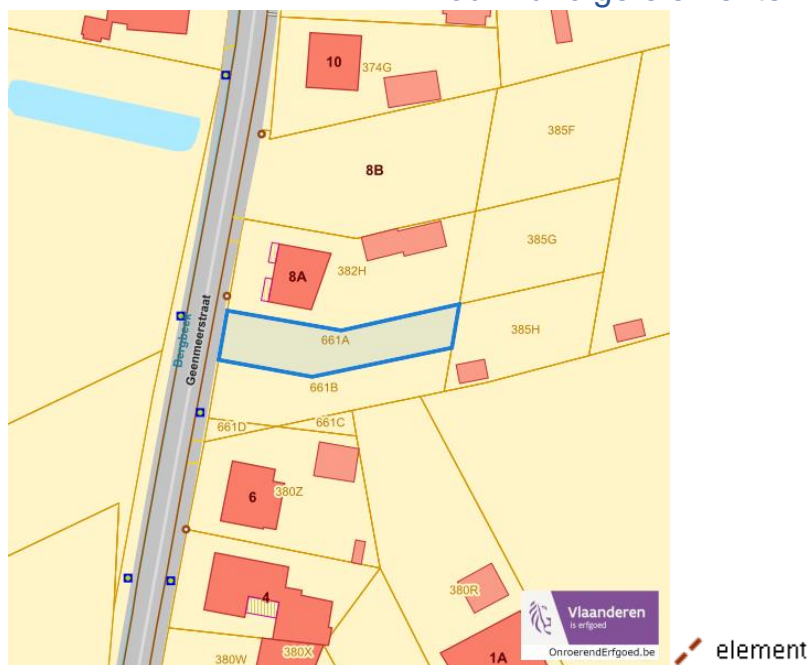 10
374G
385F
8B
385G
8A
382H
385H
661A
Bergbeek
Geenmeerstraat
661B
661D
661C
6
380Z
4
380R
380W
380X
1A
Vlaanderen
is erfgoed
OnroerendErfgoed.be
element